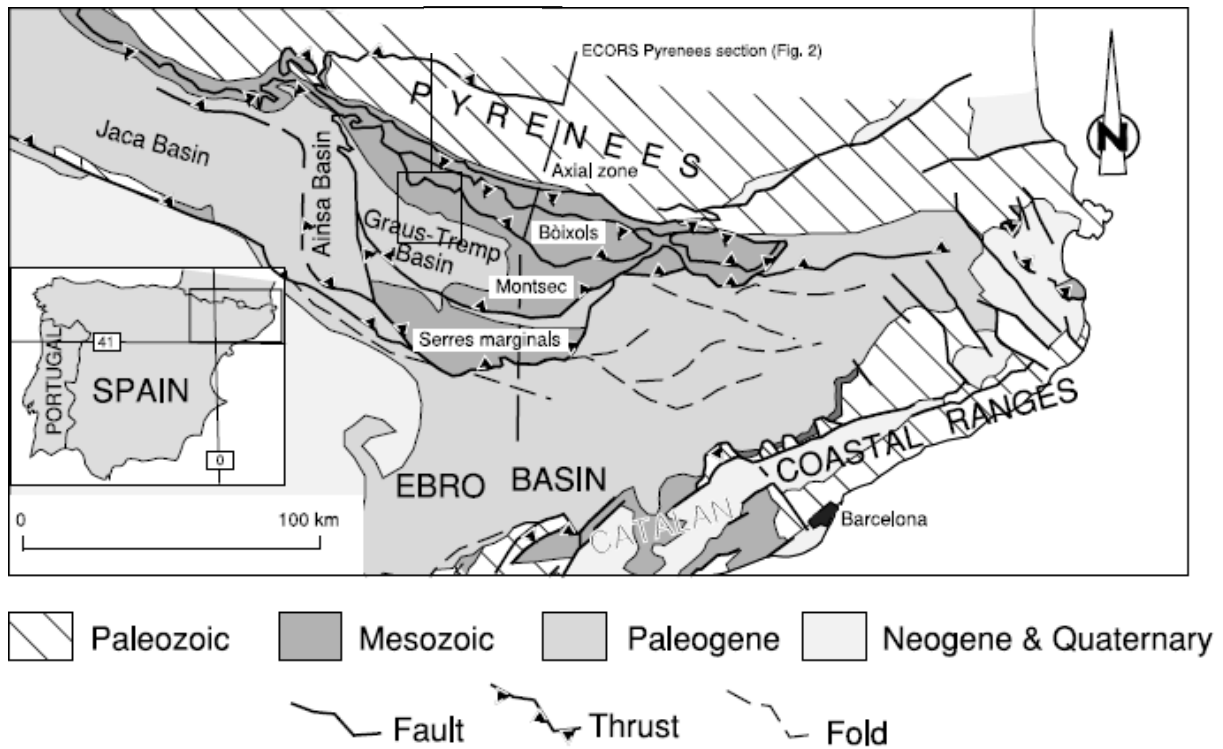 ECORS Pyrenees section (Fig. 2)
PYRENEES
Axial zone
N
Jaca Basin
Ainsa Basin
Graus-Tremp
Basin
Bòixols
Montsec
Serres marginals
41
PORTUGAL
SPAIN
0
EBRO BASIN
CATALAN
COASTAL RANGES
Barcelona
0
100 km
Paleozoic
Mesozoic
Paleogene
Neogene & Quaternary
Fault
Thrust
Fold